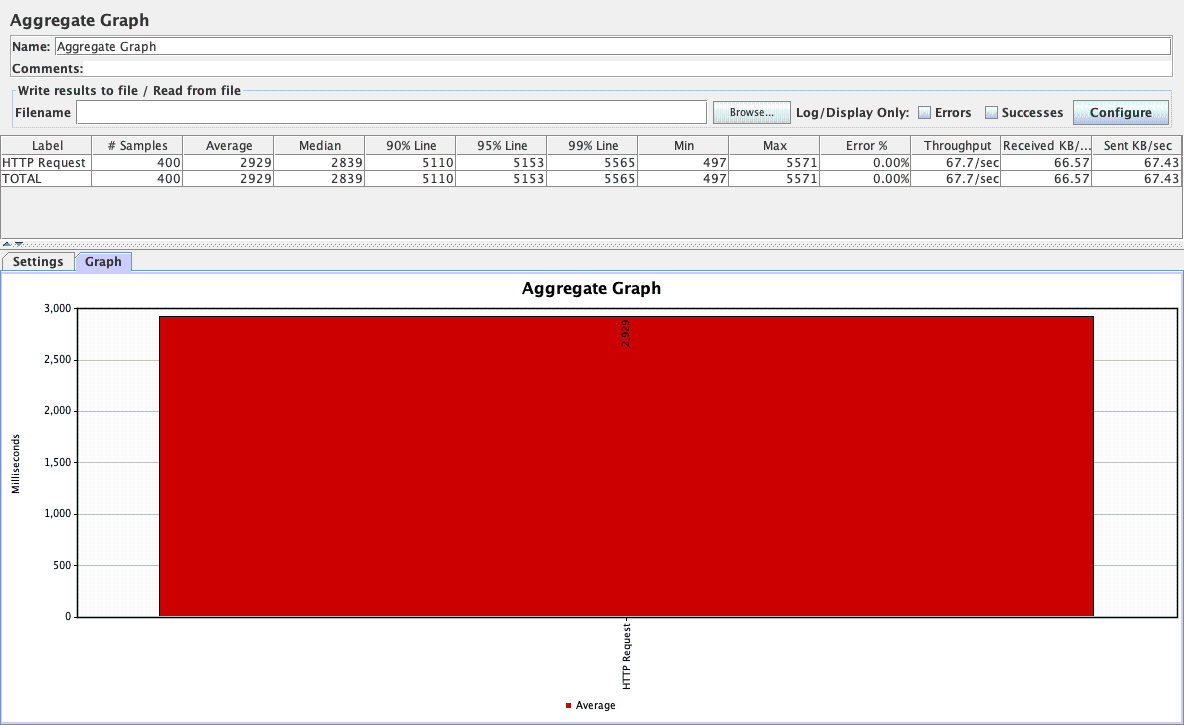 Aggregate Graph
Name: Aggregate Graph
Comments:
Write results to file / Read from file
Filename Browse... Log/Display Only: Errors Successes Configure
Label # Samples Average Median 90% Line 95% Line 99% Line Min Max Error % Throughput Received KB/... Sent KB/sec
HTTP Request 400 2929 2839 5110 5153 5565 497 5571 0.00% 67.7/sec 66.57 67.43
TOTAL 400 2929 2839 5110 5153 5565 497 5571 0.00% 67.7/sec 66.57 67.43
Settings Graph
Aggregate Graph
3,000
2,929
2,500
2,000
1,500
1,000
500
0
Milliseconds
HTTP Request
Average